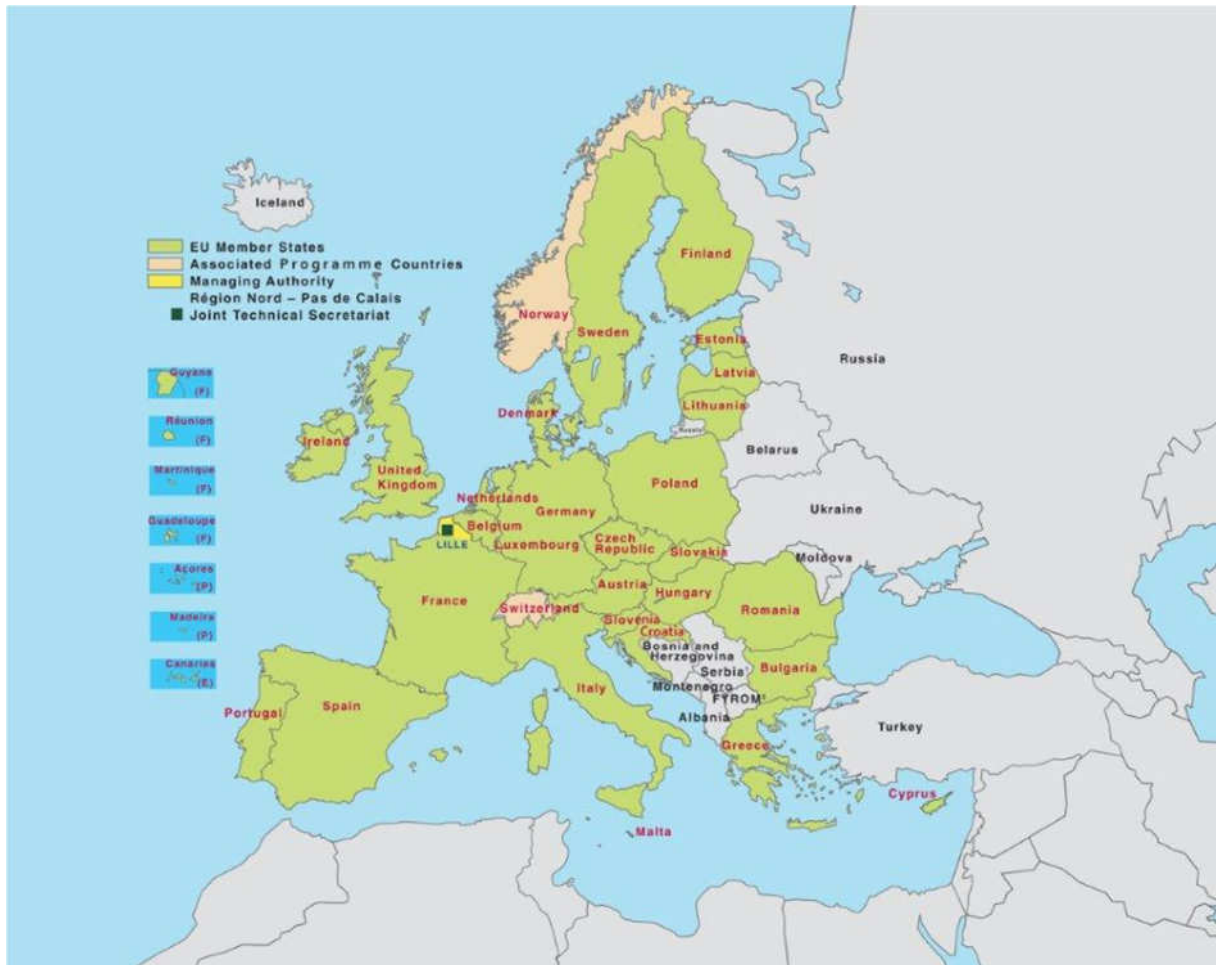 Iceland
EU Member States
Associated Programme Countries
Managing Authority
Région Nord – Pas de Calais
Joint Technical Secretariat
Guyane
(F)
Réunion
(F)
Martinique
(F)
Guadeloupe
(F)
Açores
(P)
Madeira
(P)
Canaries
(E)
Norway
Sweden
Finland
Estonia
Latvia
Lithuania
Russia
Russia
Denmark
Ireland
United
Kingdom
Netherlands
Belgium
LILLE
Luxembourg
Germany
Poland
Belarus
Ukraine
Czech
Republic
Slovakia
Moldova
France
Switzerland
Austria
Hungary
Romania
Slovenia
Croatia
Bosnia and
Herzegovina
Serbia
Bulgaria
Montenegro
FYROM
Albania
Italy
Portugal
Spain
Greece
Turkey
Cyprus
Malta